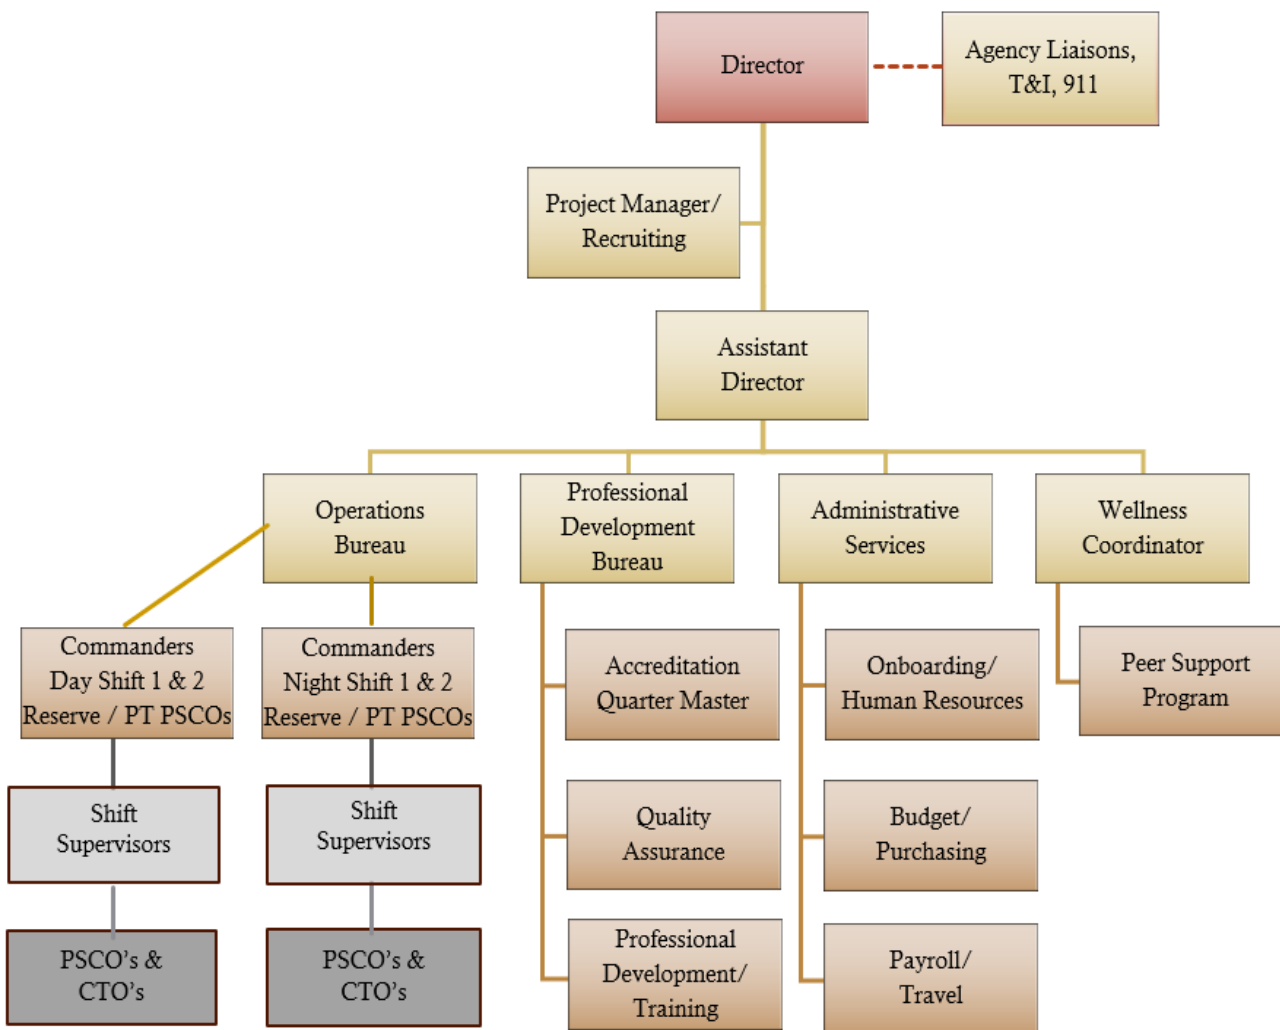 Director
Agency Liaisons,
T&I, 911
Project Manager/
Recruiting
Assistant
Director
Operations
Bureau
Professional
Development
Bureau
Administrative
Services
Wellness
Coordinator
Commanders
Day Shift 1 & 2
Reserve / PT PSCOs
Commanders
Night Shift 1 & 2
Reserve / PT PSCOs
Accreditation
Quarter Master
Onboarding/
Human Resources
Peer Support
Program
Shift
Supervisors
Shift
Supervisors
Quality
Assurance
Budget/
Purchasing
PSCO’s &
CTO’s
PSCO’s &
CTO’s
Professional
Development/
Training
Payroll/
Travel